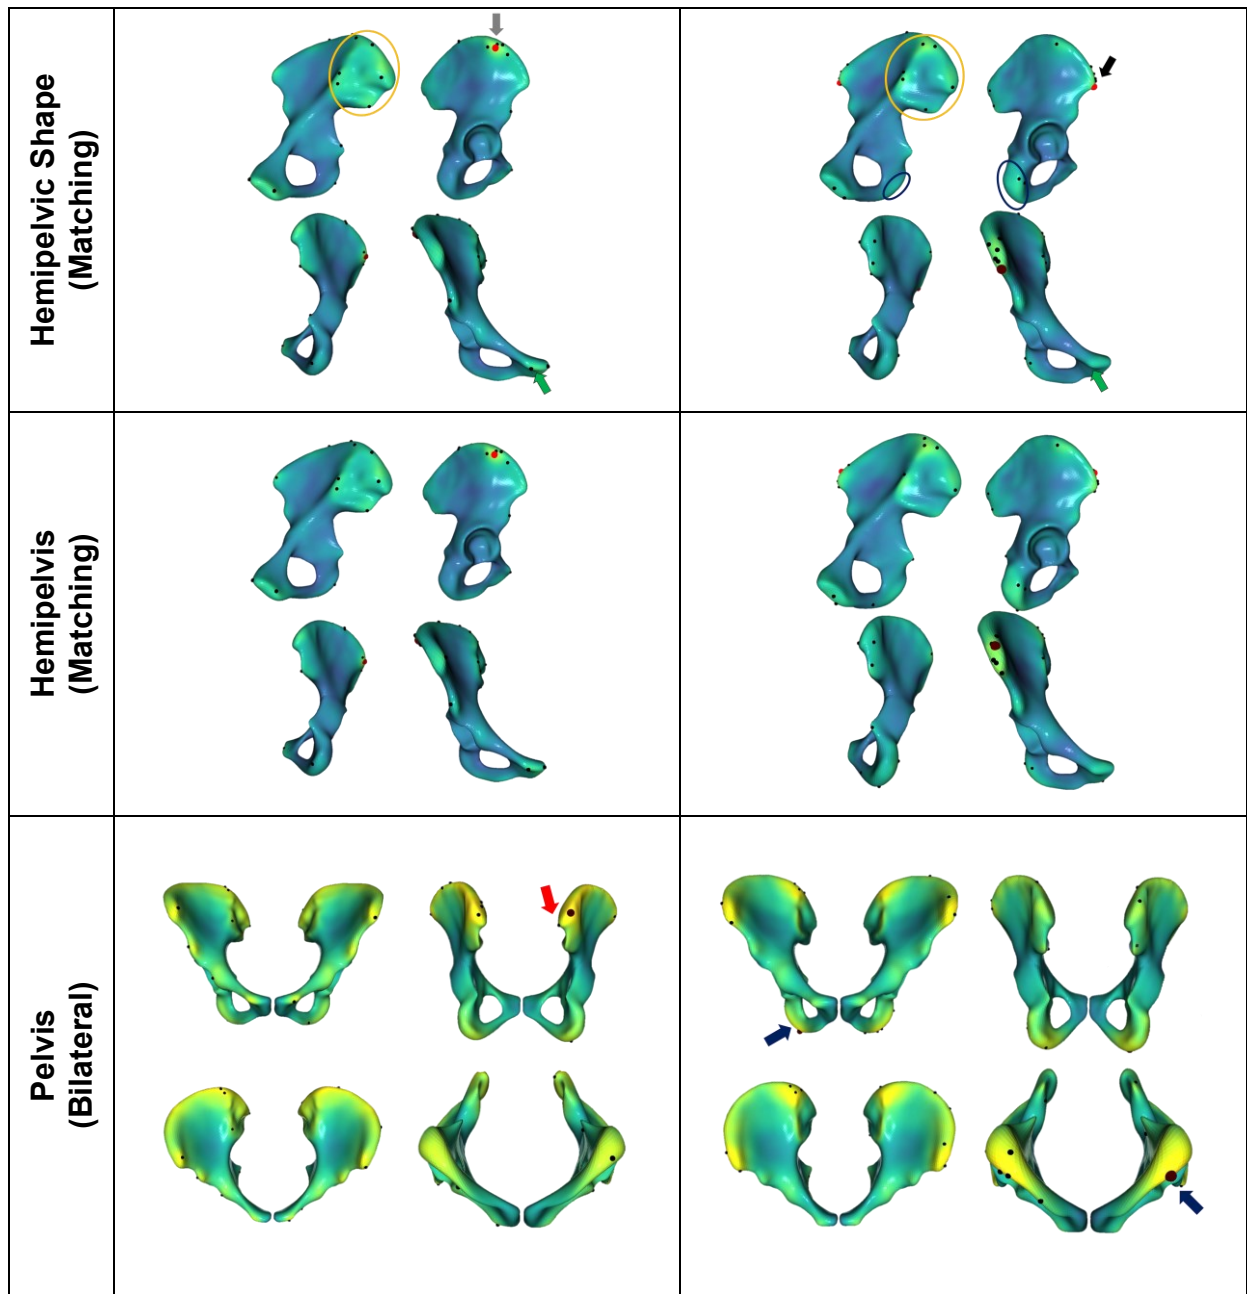 Hemipelvic Shape
(Matching)
Hemipelvis
(Matching)
Pelvis
(Bilateral)